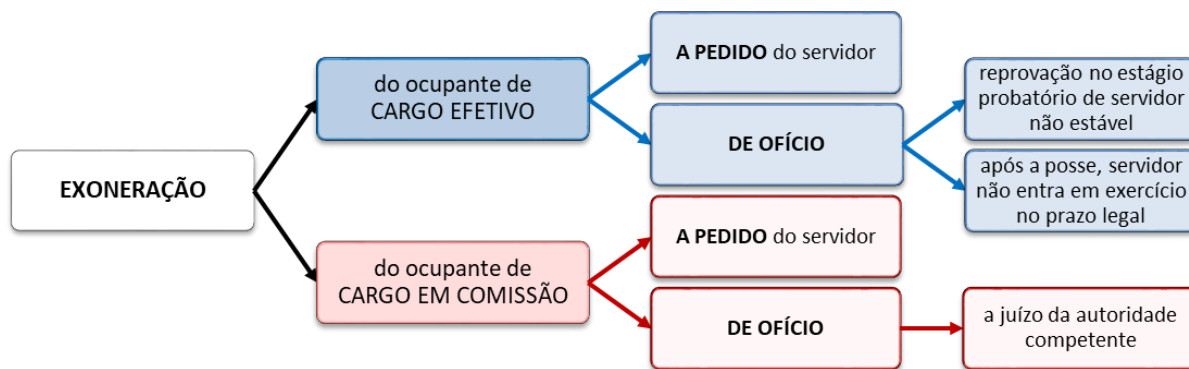 EXONERAÇÃO
do ocupante de
CARGO EFETIVO
A PEDIDO do servidor
DE OFÍCIO
reprovação no estágio
probatório de servidor
não estável
após a posse, servidor
não entra em exercício
no prazo legal
do ocupante de
CARGO EM COMISSÃO
A PEDIDO do servidor
DE OFÍCIO
a juízo da autoridade
competente